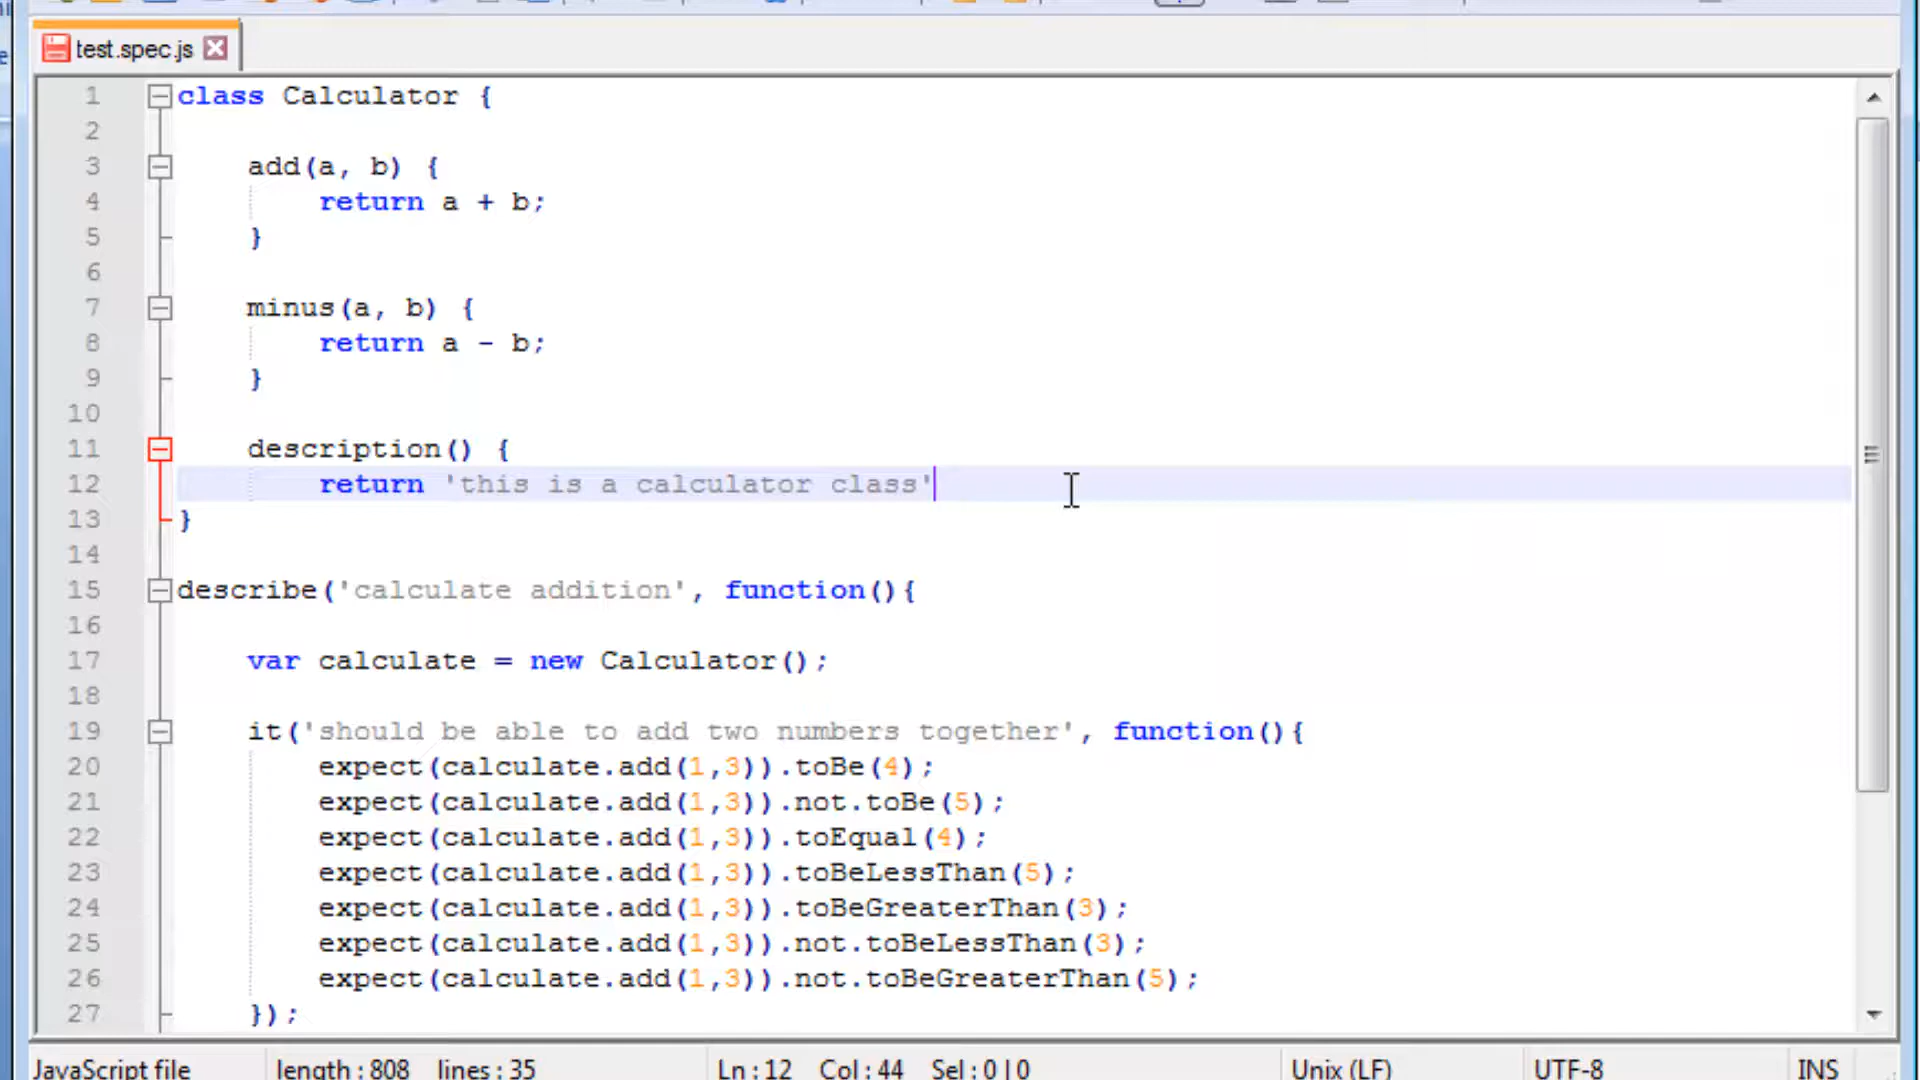 test.spec.js
1 class Calculator {
2
3 add(a, b) {
4 return a + b;
5 }
6
7 minus(a, b) {
8 return a - b;
9 }
10
11 description() {
12 return 'this is a calculator class'
13 }
14
15 describe('calculate addition', function(){
16
17 var calculate = new Calculator();
18
19 it('should be able to add two numbers together', function(){
20 expect(calculate.add(1,3)).toBe(4);
21 expect(calculate.add(1,3)).not.toBe(5);
22 expect(calculate.add(1,3)).toEqual(4);
23 expect(calculate.add(1,3)).toBeLessThan(5);
24 expect(calculate.add(1,3)).toBeGreaterThan(3);
25 expect(calculate.add(1,3)).not.toBeLessThan(3);
26 expect(calculate.add(1,3)).not.toBeGreaterThan(5);
27 });
JavaScript file length : 808 lines : 35 Ln : 12 Col : 44 Sel : 0 | 0 Unix (LF) UTF-8 INS